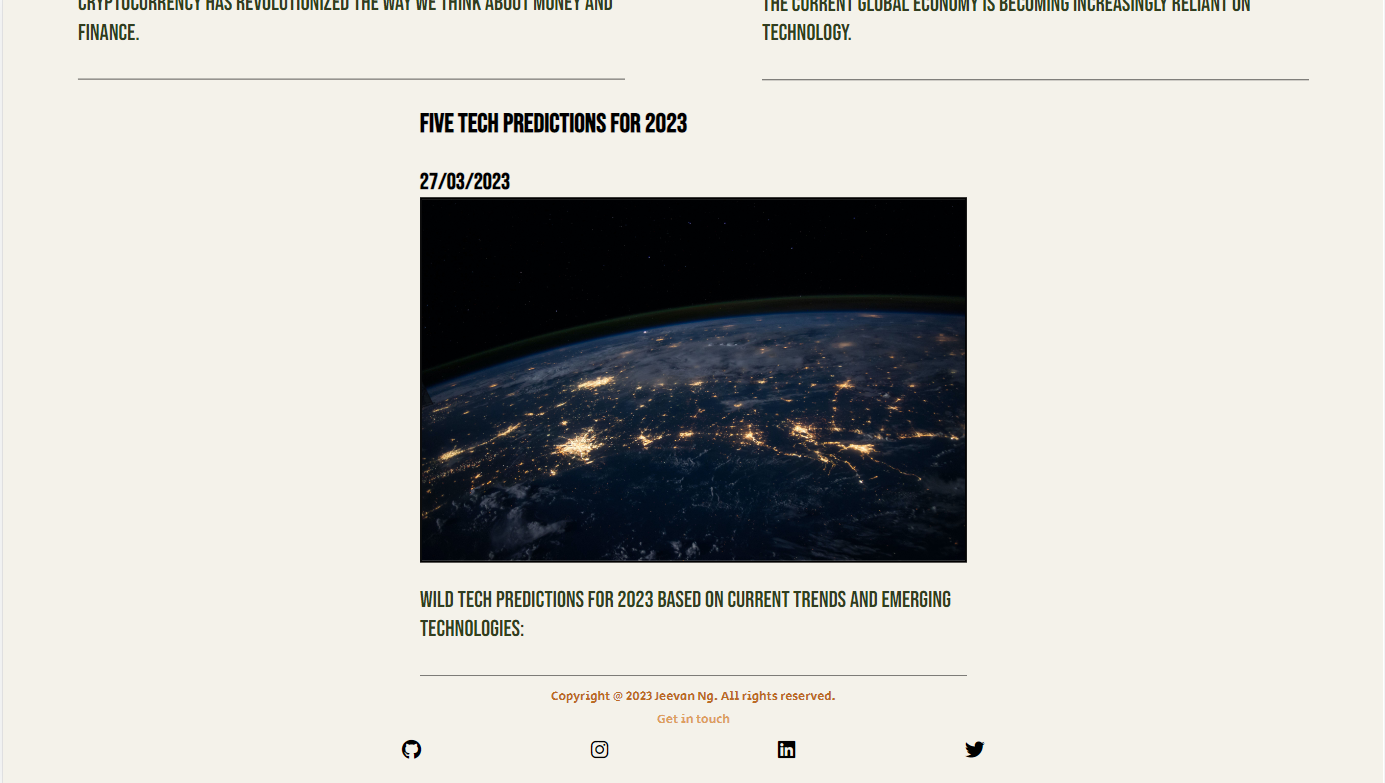 CRYPTOCURRENCY HAS REVOLUTIONIZED THE WAY WE THINK ABOUT MONEY AND
FINANCE.
THE CURRENT GLOBAL ECONOMY IS BECOMING INCREASINGLY RELIANT ON
TECHNOLOGY.
FIVE TECH PREDICTIONS FOR 2023
27/03/2023
WILD TECH PREDICTIONS FOR 2023 BASED ON CURRENT TRENDS AND EMERGING
TECHNOLOGIES:
Copyright @ 2023 Jeevan Ng. All rights reserved.
Get in touch